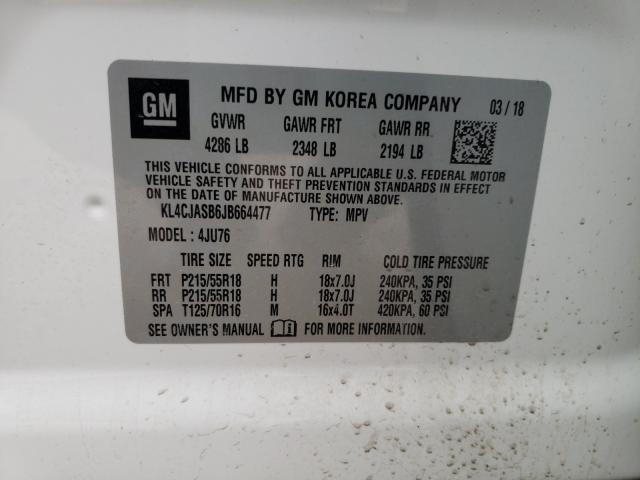 GM MFD BY GM KOREA COMPANY 03/18
GVWR GAWR FRT GAWR RR
4286 LB 2348 LB 2194 LB
THIS VEHICLE CONFORMS TO ALL APPLICABLE U.S. FEDERAL MOTOR
VEHICLE SAFETY AND THEFT PREVENTION STANDARDS IN EFFECT
ON THE DATE OF MANUFACTURE SHOWN ABOVE.
KL4CJASB6JB664477 TYPE: MPV
MODEL: 4JU76
TIRE SIZE SPEED RTG RIM COLD TIRE PRESSURE
FRT P215/55R18 H 18x7.0J 240KPA, 35 PSI
RR P215/55R18 H 18x7.0J 240KPA, 35 PSI
SPA T125/70R16 M 16x4.0T 420KPA, 60 PSI
SEE OWNER'S MANUAL FOR MORE INFORMATION.